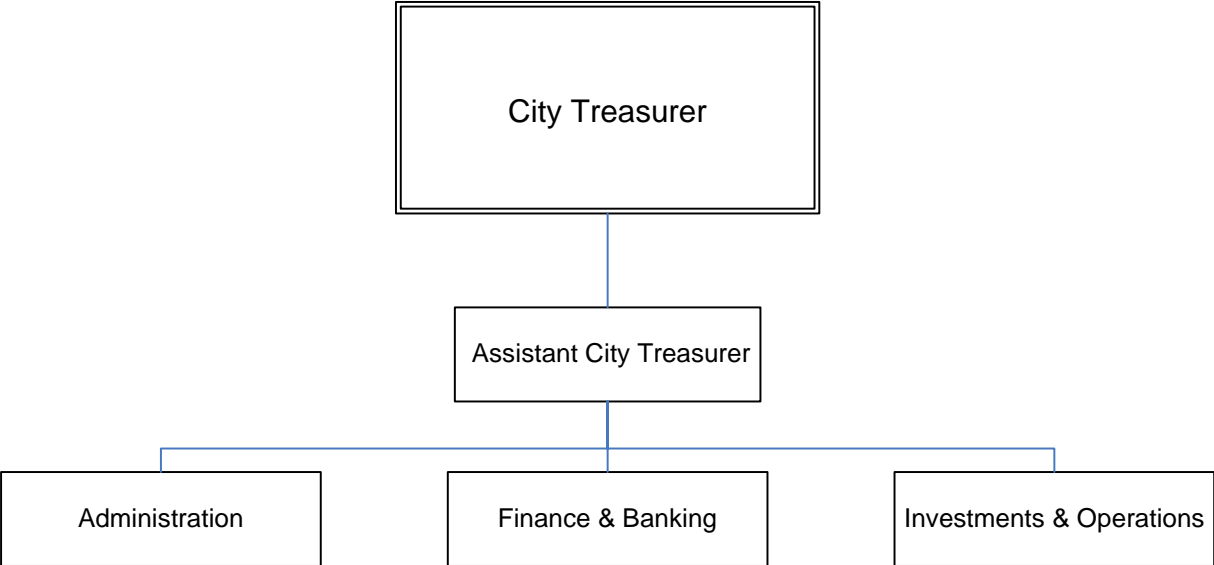 City Treasurer
Assistant City Treasurer
Administration
Finance & Banking
Investments & Operations